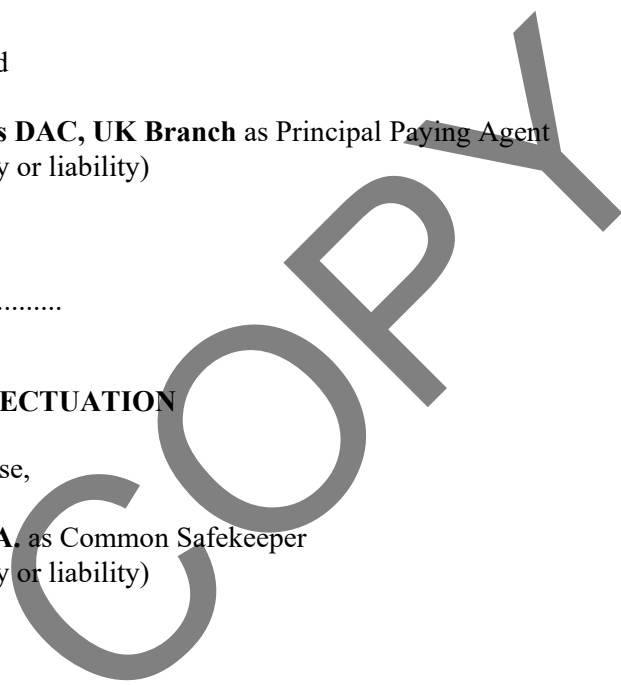 d
s DAC, UK Branch as Principal Paying Agent
y or liability)
.........
ECTUATION
se,
A. as Common Safekeeper
y or liability)
COPY